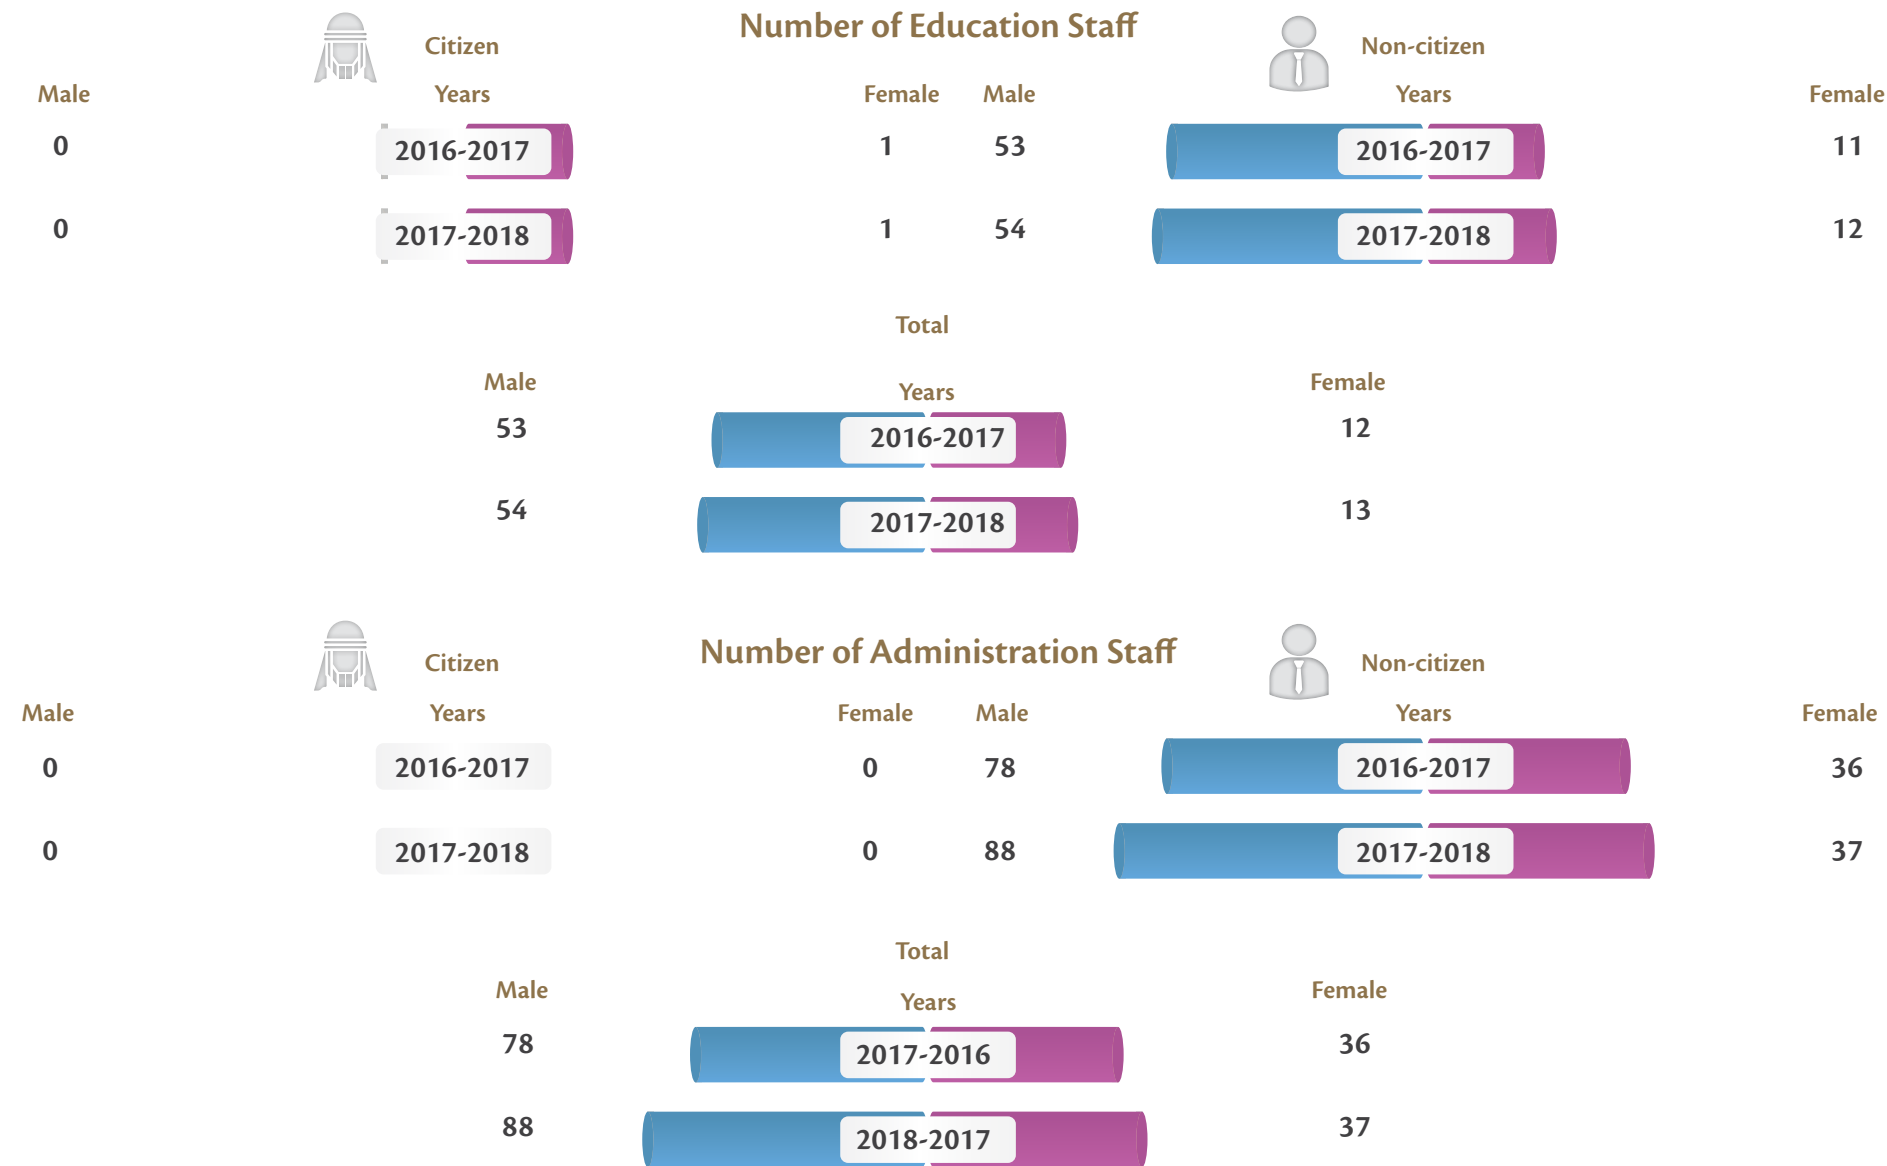 Number of Education Staff
Citizen
Non-citizen
Male Years Female Male Years Female
0 2016-2017 1 53 2016-2017 11
0 2017-2018 1 54 2017-2018 12
Total
Male Years Female
53 2016-2017 12
54 2017-2018 13
Number of Administration Staff
Citizen
Non-citizen
Male Years Female Male Years Female
0 2016-2017 0 78 2016-2017 36
0 2017-2018 0 88 2017-2018 37
Total
Male Years Female
78 2017-2016 36
88 2018-2017 37